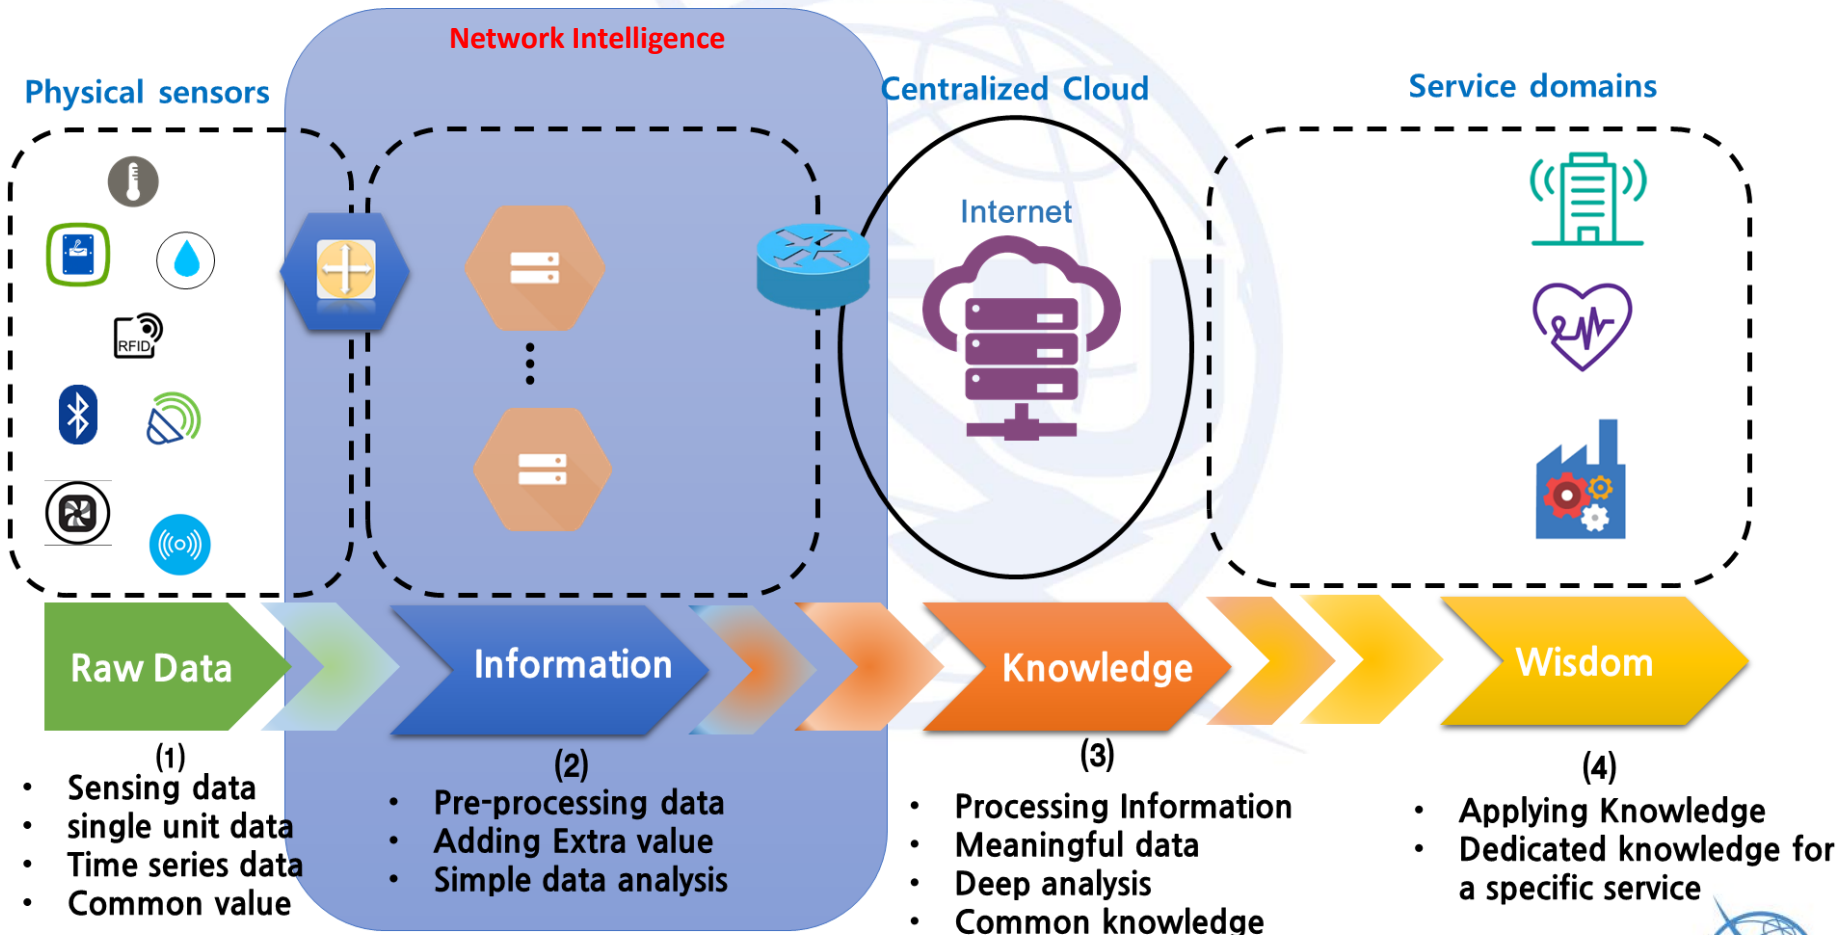 Network Intelligence
Physical sensors
Centralized Cloud
Service domains
Internet
RFID
Raw Data
Information
Knowledge
Wisdom
(1)
• Sensing data
• single unit data
• Time series data
• Common value
(2)
• Pre-processing data
• Adding Extra value
• Simple data analysis
(3)
• Processing Information
• Meaningful data
• Deep analysis
• Common knowledge
(4)
• Applying Knowledge
• Dedicated knowledge for
a specific service